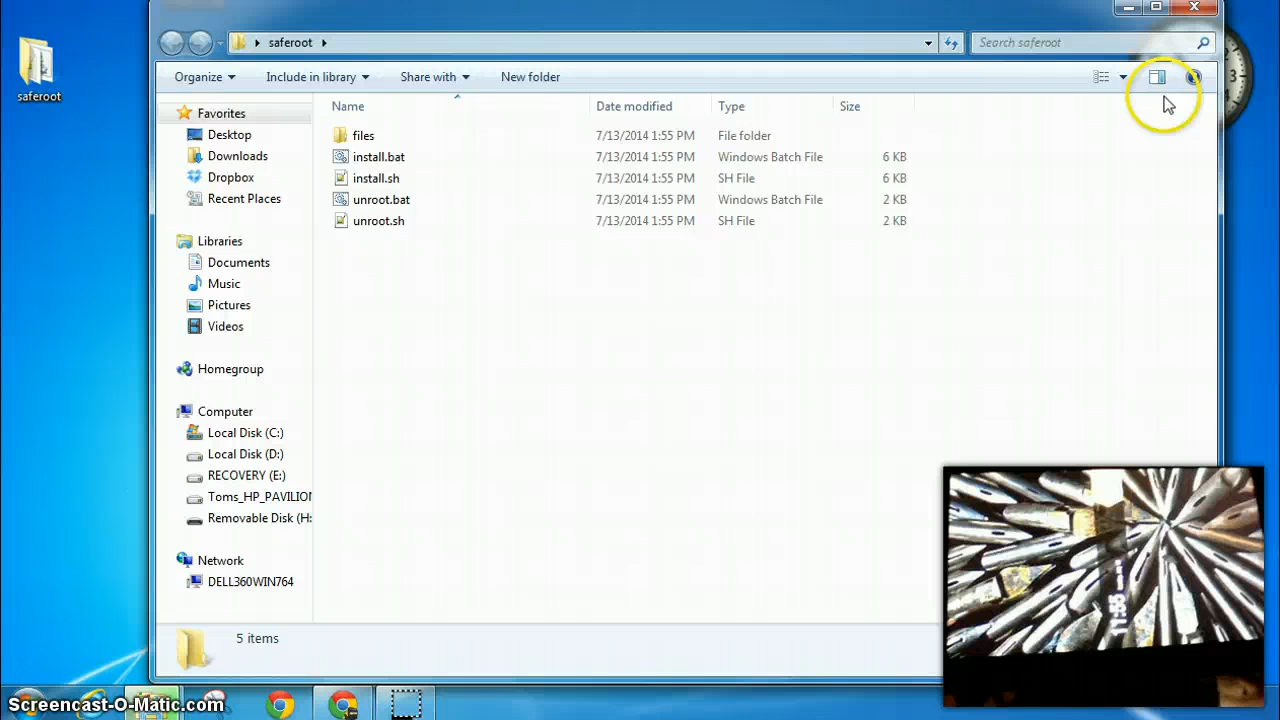 saferoot
saferoot
Search saferoot
Organize
Include in library
Share with
New folder
Name
Date modified
Type
Size
Favorites
Desktop
Downloads
Dropbox
Recent Places
Libraries
Documents
Music
Pictures
Videos
Homegroup
Computer
Local Disk (C:)
Local Disk (D:)
RECOVERY (E:)
Toms_HP_PAVILION
Removable Disk (H:
Network
DELL360WIN764
files 7/13/2014 1:55 PM File folder
install.bat 7/13/2014 1:55 PM Windows Batch File 6 KB
install.sh 7/13/2014 1:55 PM SH File 6 KB
unroot.bat 7/13/2014 1:55 PM Windows Batch File 2 KB
unroot.sh 7/13/2014 1:55 PM SH File 2 KB
5 items
11:55
Screencast-O-Matic.com